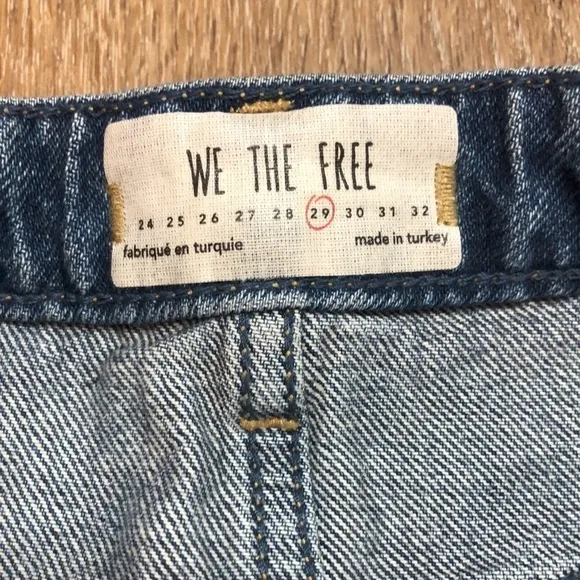 WE THE FREE
24 25 26 27 28 29 30 31 32
fabriqué en turquie made in turkey